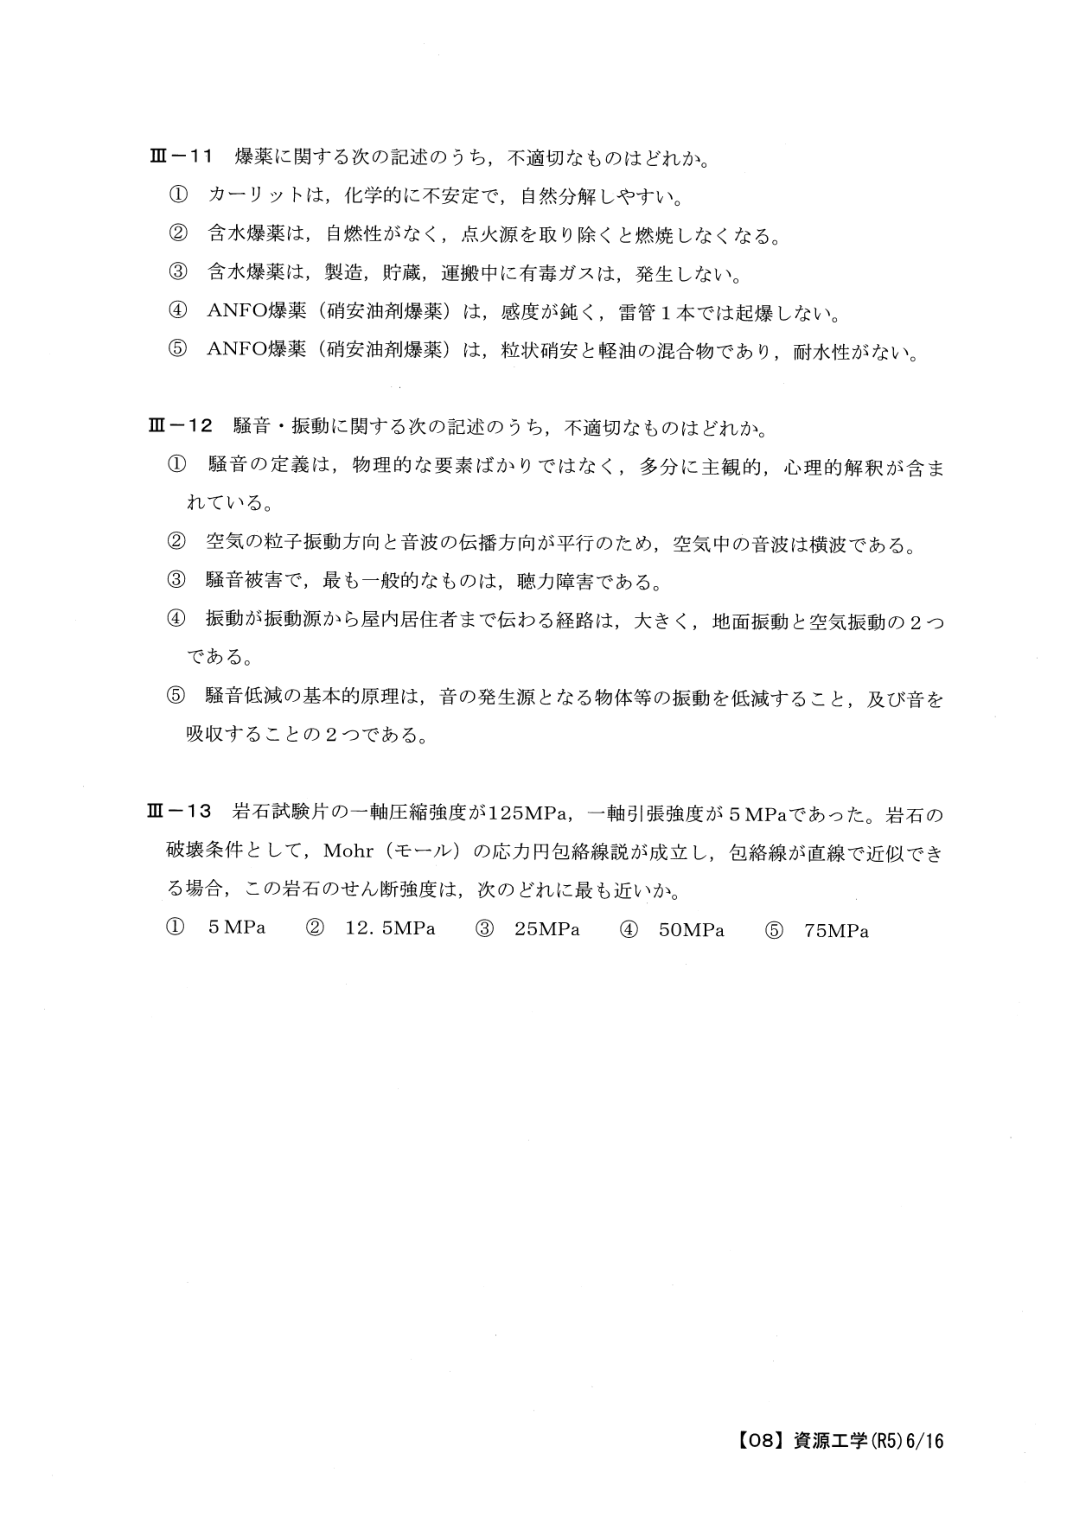 Ⅲ－11　爆薬に関する次の記述のうち，不適切なものはどれか。
①　カーリットは，化学的に不安定で，自然分解しやすい。
②　含水爆薬は，自燃性がなく，点火源を取り除くと燃焼しなくなる。
③　含水爆薬は，製造，貯蔵，運搬中に有毒ガスは，発生しない。
④　ANFO爆薬（硝安油剤爆薬）は，感度が鈍く，雷管１本では起爆しない。
⑤　ANFO爆薬（硝安油剤爆薬）は，粒状硝安と軽油の混合物であり，耐水性がない。
Ⅲ－12　騒音・振動に関する次の記述のうち，不適切なものはどれか。
①　騒音の定義は，物理的な要素ばかりではなく，多分に主観的，心理的解釈が含ま
れている。
②　空気の粒子振動方向と音波の伝播方向が平行のため，空気中の音波は横波である。
③　騒音被害で，最も一般的なものは，聴力障害である。
④　振動が振動源から屋内居住者まで伝わる経路は，大きく，地面振動と空気振動の２つ
である。
⑤　騒音低減の基本的原理は，音の発生源となる物体等の振動を低減すること，及び音を
吸収することの２つである。
Ⅲ－13　岩石試験片の一軸圧縮強度が125MPa，一軸引張強度が５MPaであった。岩石の
破壊条件として，Mohr（モール）の応力円包絡線説が成立し，包絡線が直線で近似でき
る場合，この岩石のせん断強度は，次のどれに最も近いか。
①　５MPa　　②　12．5MPa　　③　25MPa　　④　50MPa　　⑤　75MPa
【08】資源工学(R5)6/16